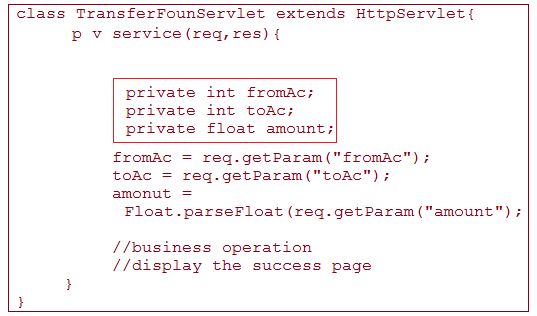 class TransferFounServlet extends HttpServlet{
p v service(req,res){
private int fromAc;
private int toAc;
private float amount;
fromAc = req.getParam("fromAc");
toAc = req.getParam("toAc");
amonut =
Float.parseFloat(req.getParam("amount");
//business operation
//display the success page
}
}